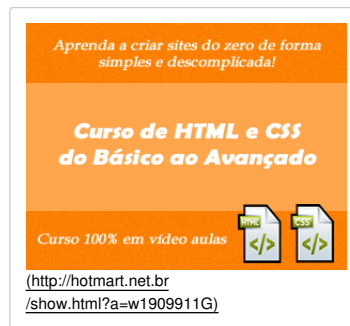 Aprenda a criar sites do zero de forma
simples e descomplicada!
Curso de HTML e CSS
do Básico ao Avançado
Curso 100% em vídeo aulas
HTML
</>
CSS
</>
(http://hotmart.net.br
/show.html?a=w1909911G)